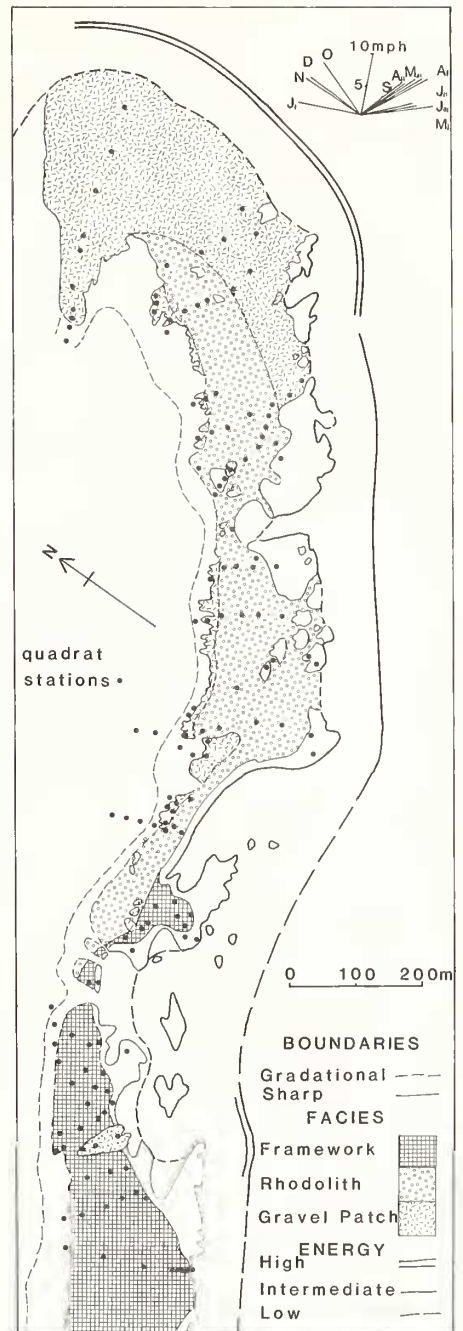 10mph
5
J₁
N
D
O
S
A
M
A
J
J
M
N
quadrat
stations
0 100 200m
BOUNDARIES
Gradational
Sharp
FACIES
Framework
Rhodolith
Gravel Patch
ENERGY
High
Intermediate
Low